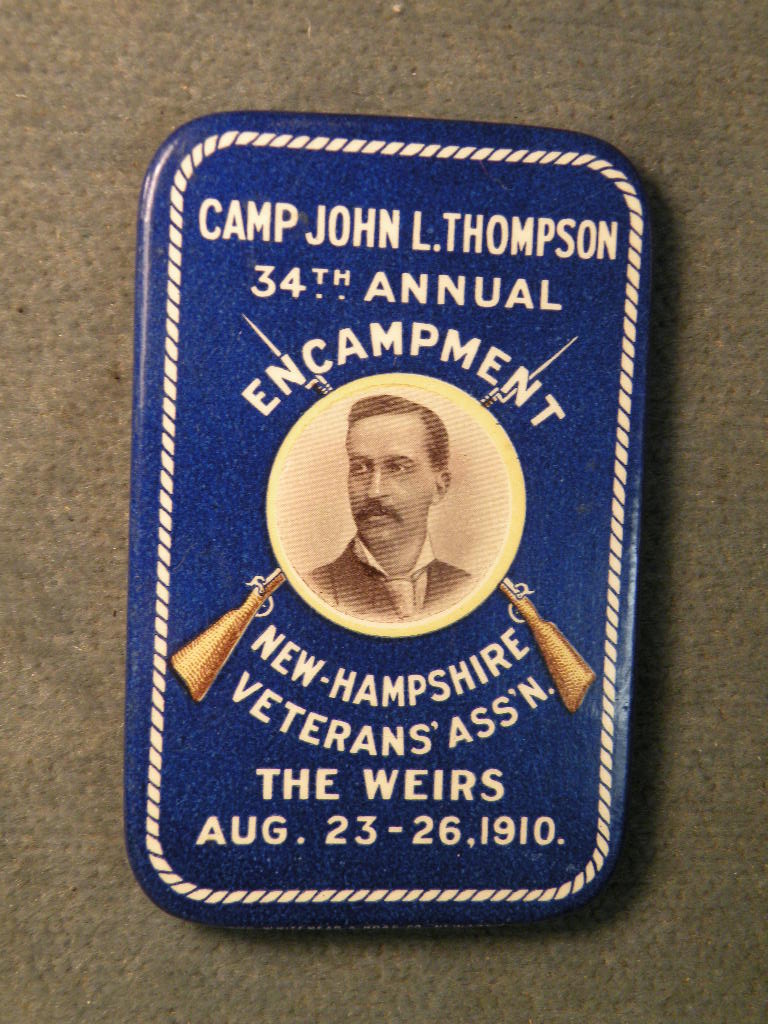 CAMP JOHN L. THOMPSON
34TH ANNUAL
ENCAMPMENT
NEW-HAMPSHIRE
VETERANS' ASS'N.
THE WEIRS
AUG. 23-26, 1910.